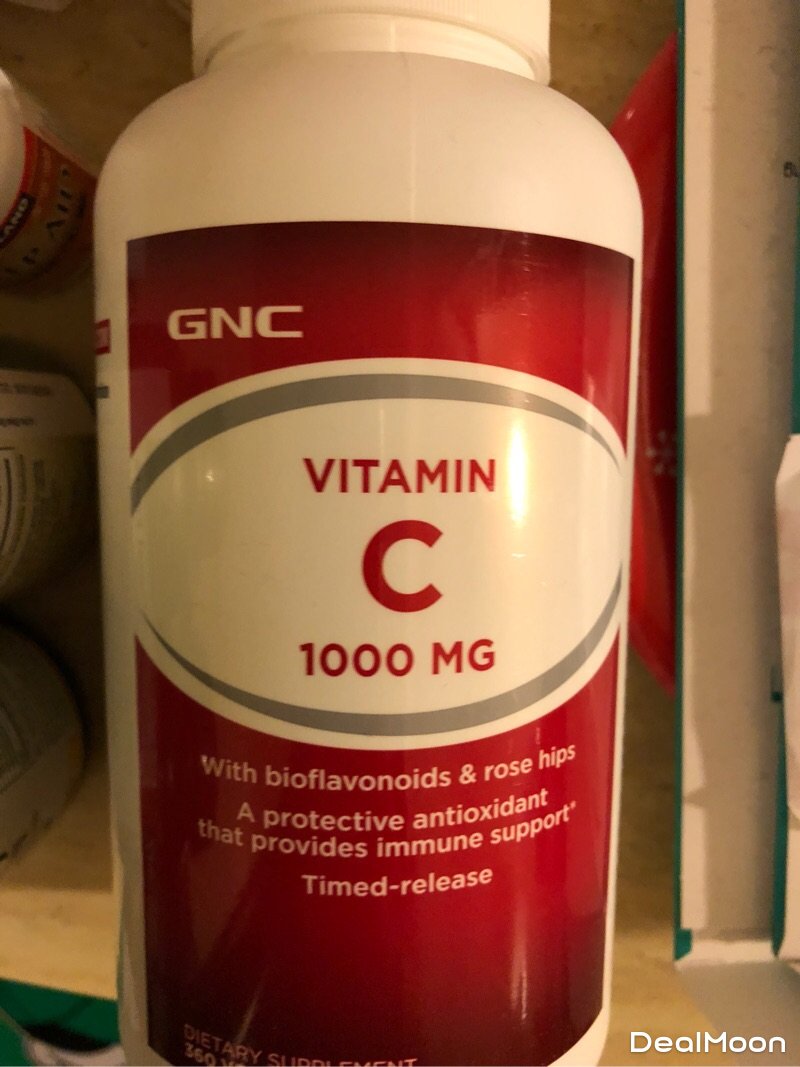 GNC
VITAMIN
C
1000 MG
With bioflavonoids & rose hips
A protective antioxidant
that provides immune support*
Timed-release
DIETARY SUPPLEMENT
360
DealMoon